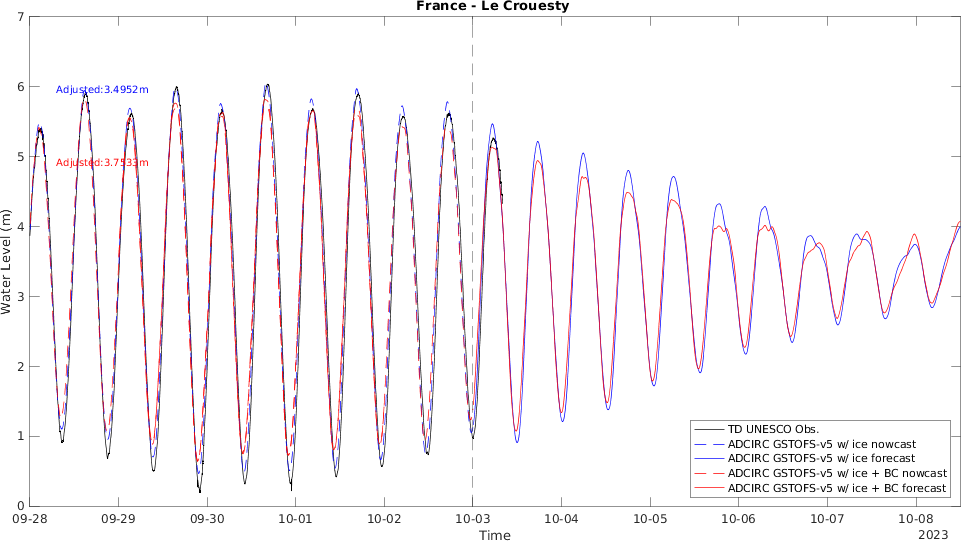 France - Le Crouesty
7
6
5
4
3
2
1
0
Water Level (m)
Adjusted:3.4952m
Adjusted:3.7533m
TD UNESCO Obs.
ADCIRC GSTOFS-v5 w/ ice nowcast
ADCIRC GSTOFS-v5 w/ ice forecast
ADCIRC GSTOFS-v5 w/ ice + BC nowcast
ADCIRC GSTOFS-v5 w/ ice + BC forecast
09-28 09-29 09-30 10-01 10-02 10-03 10-04 10-05 10-06 10-07 10-08
Time
2023